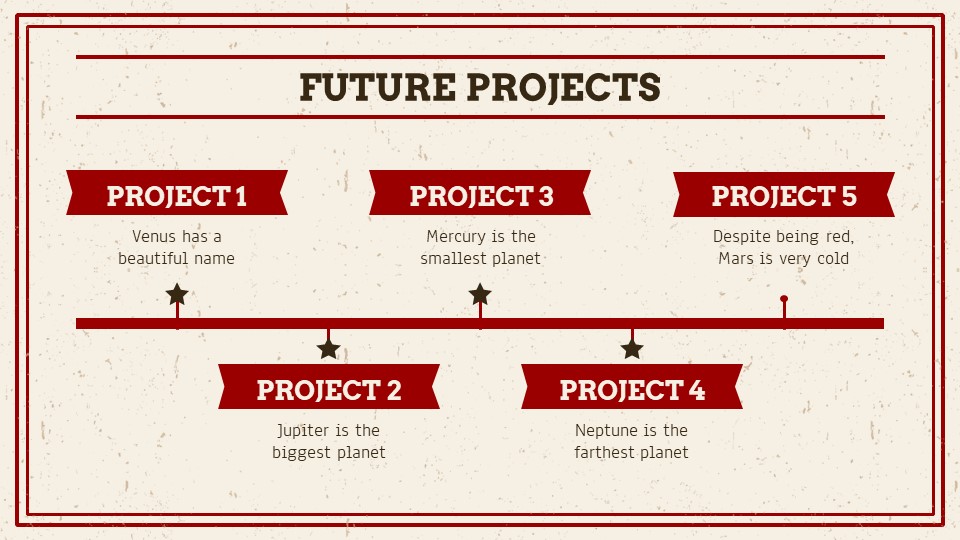 FUTURE PROJECTS
PROJECT 1
Venus has a
beautiful name
PROJECT 2
Jupiter is the
biggest planet
PROJECT 3
Mercury is the
smallest planet
PROJECT 4
Neptune is the
farthest planet
PROJECT 5
Despite being red,
Mars is very cold